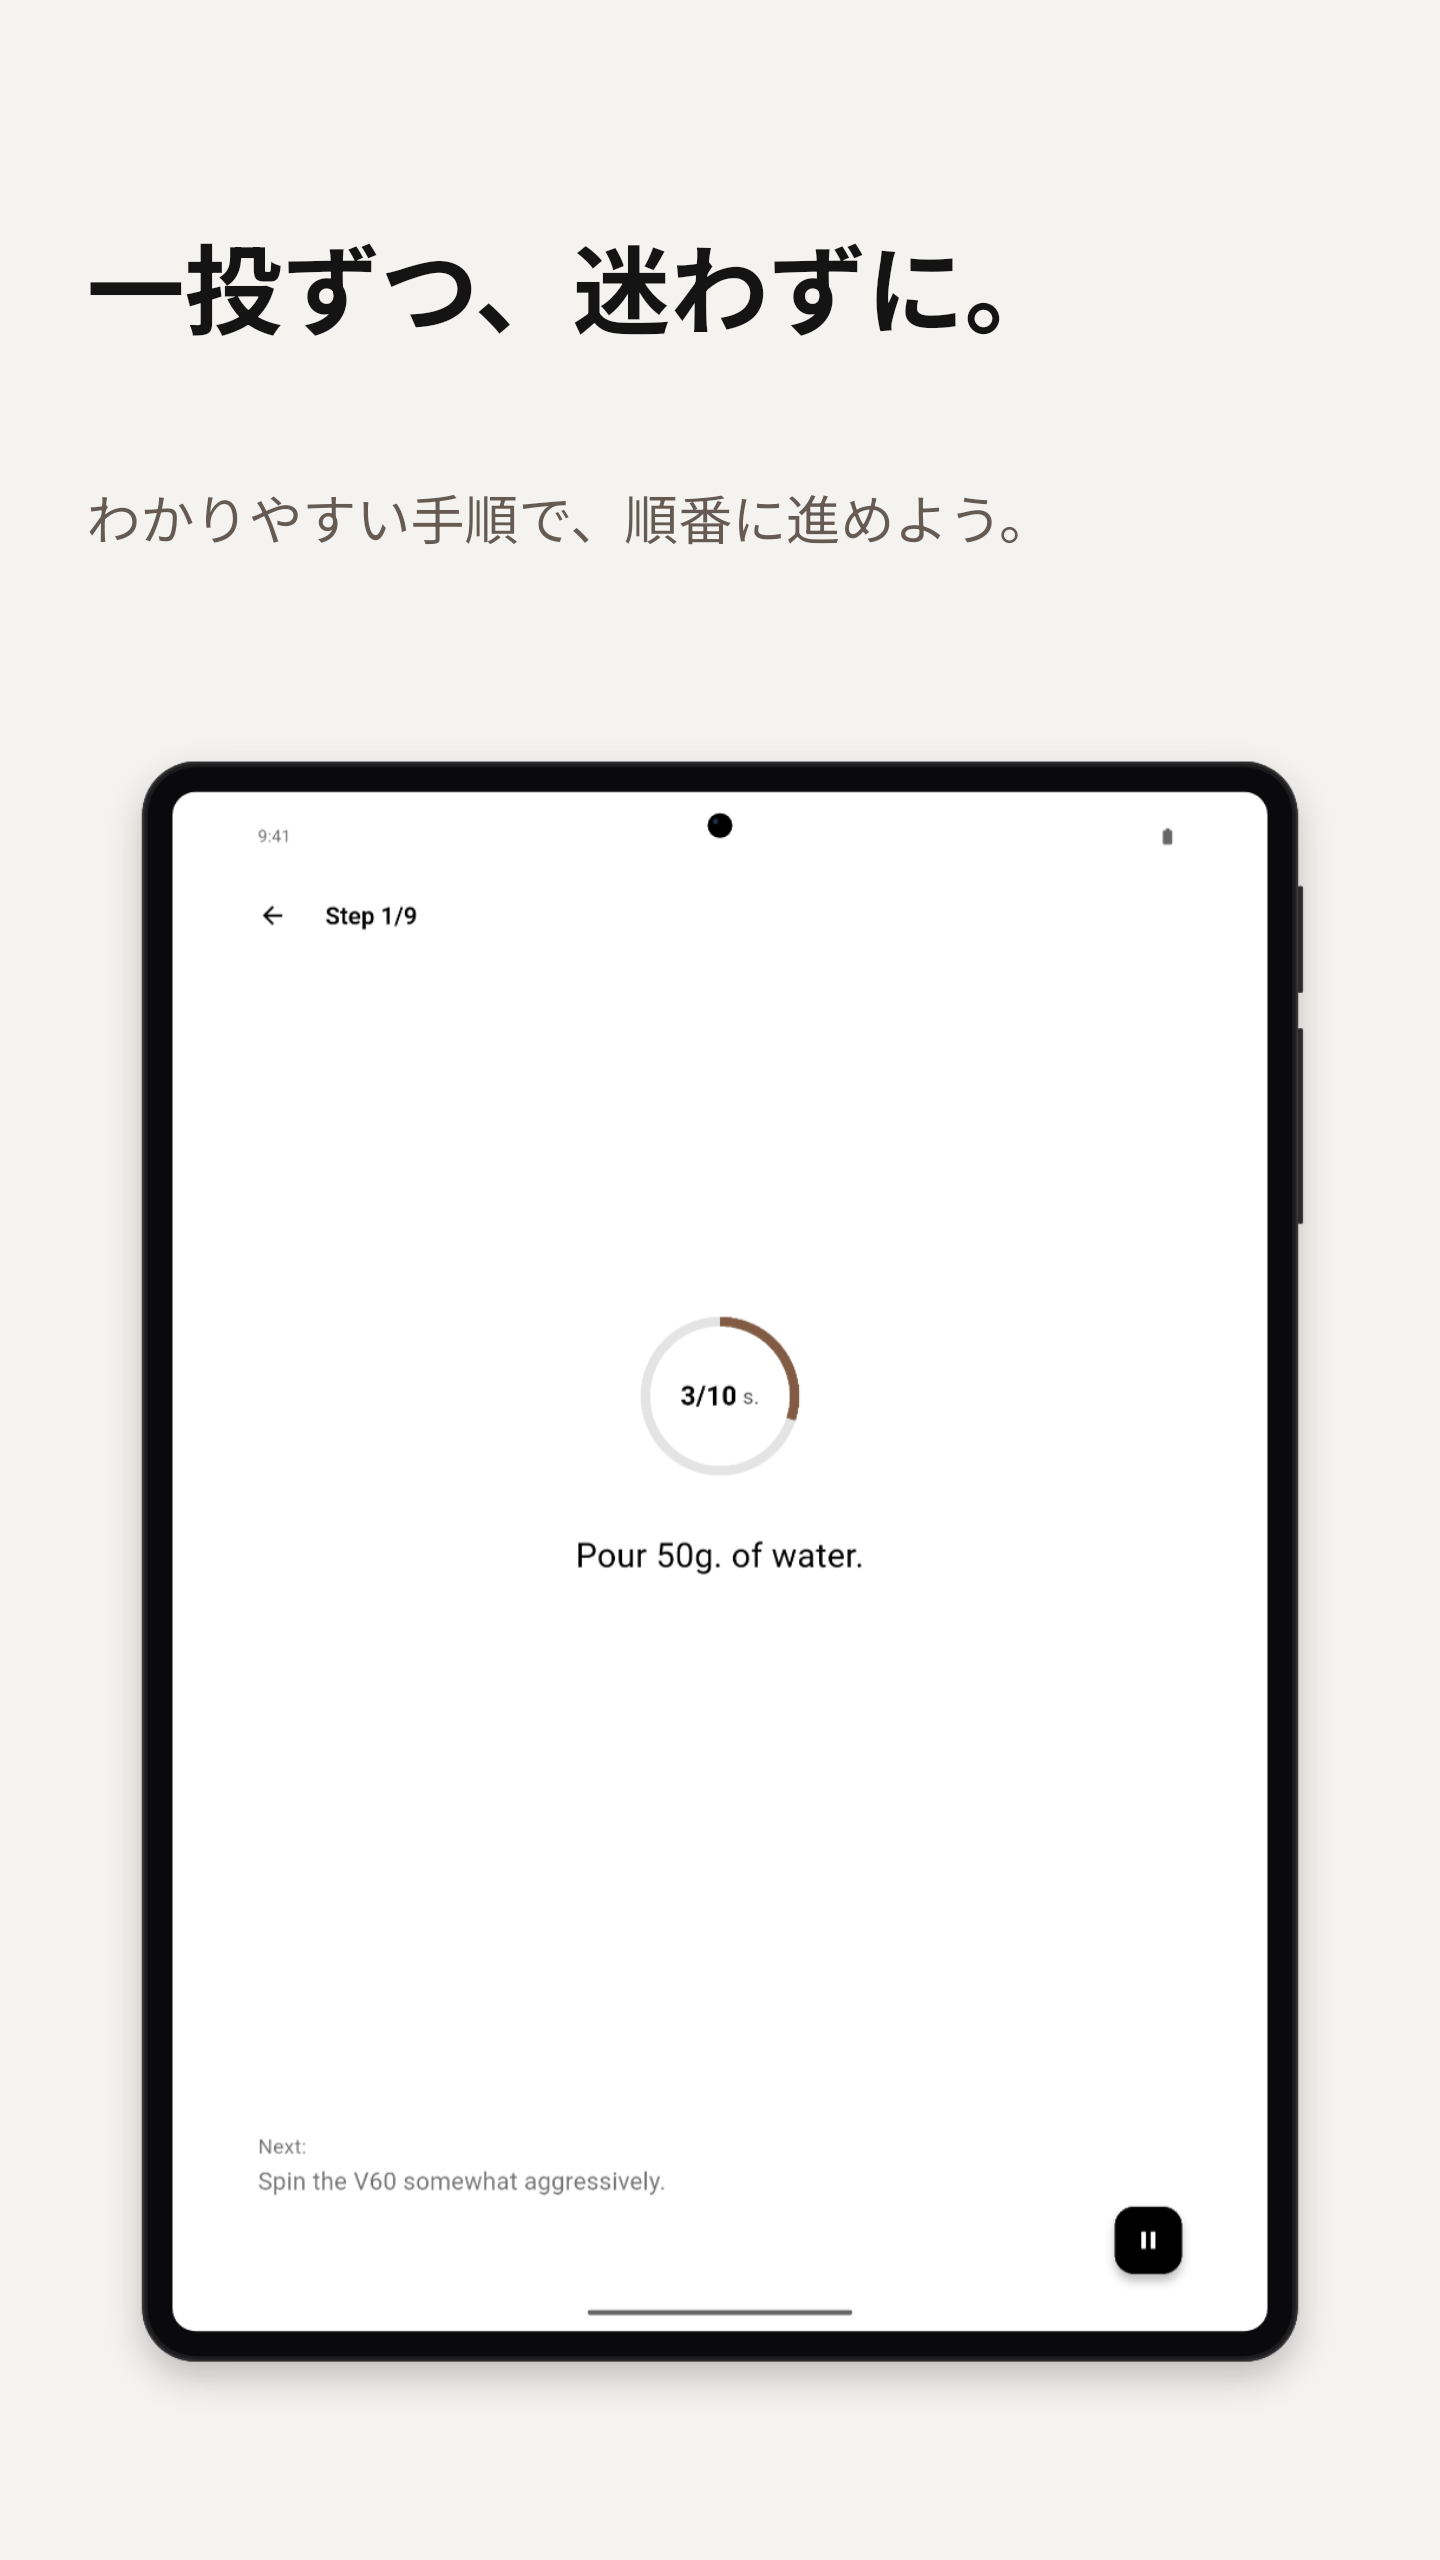 一投ずつ、迷わずに。
わかりやすい手順で、順番に進めよう。
9:41
Step 1/9
3/10 s.
Pour 50g. of water.
Next:
Spin the V60 somewhat aggressively.